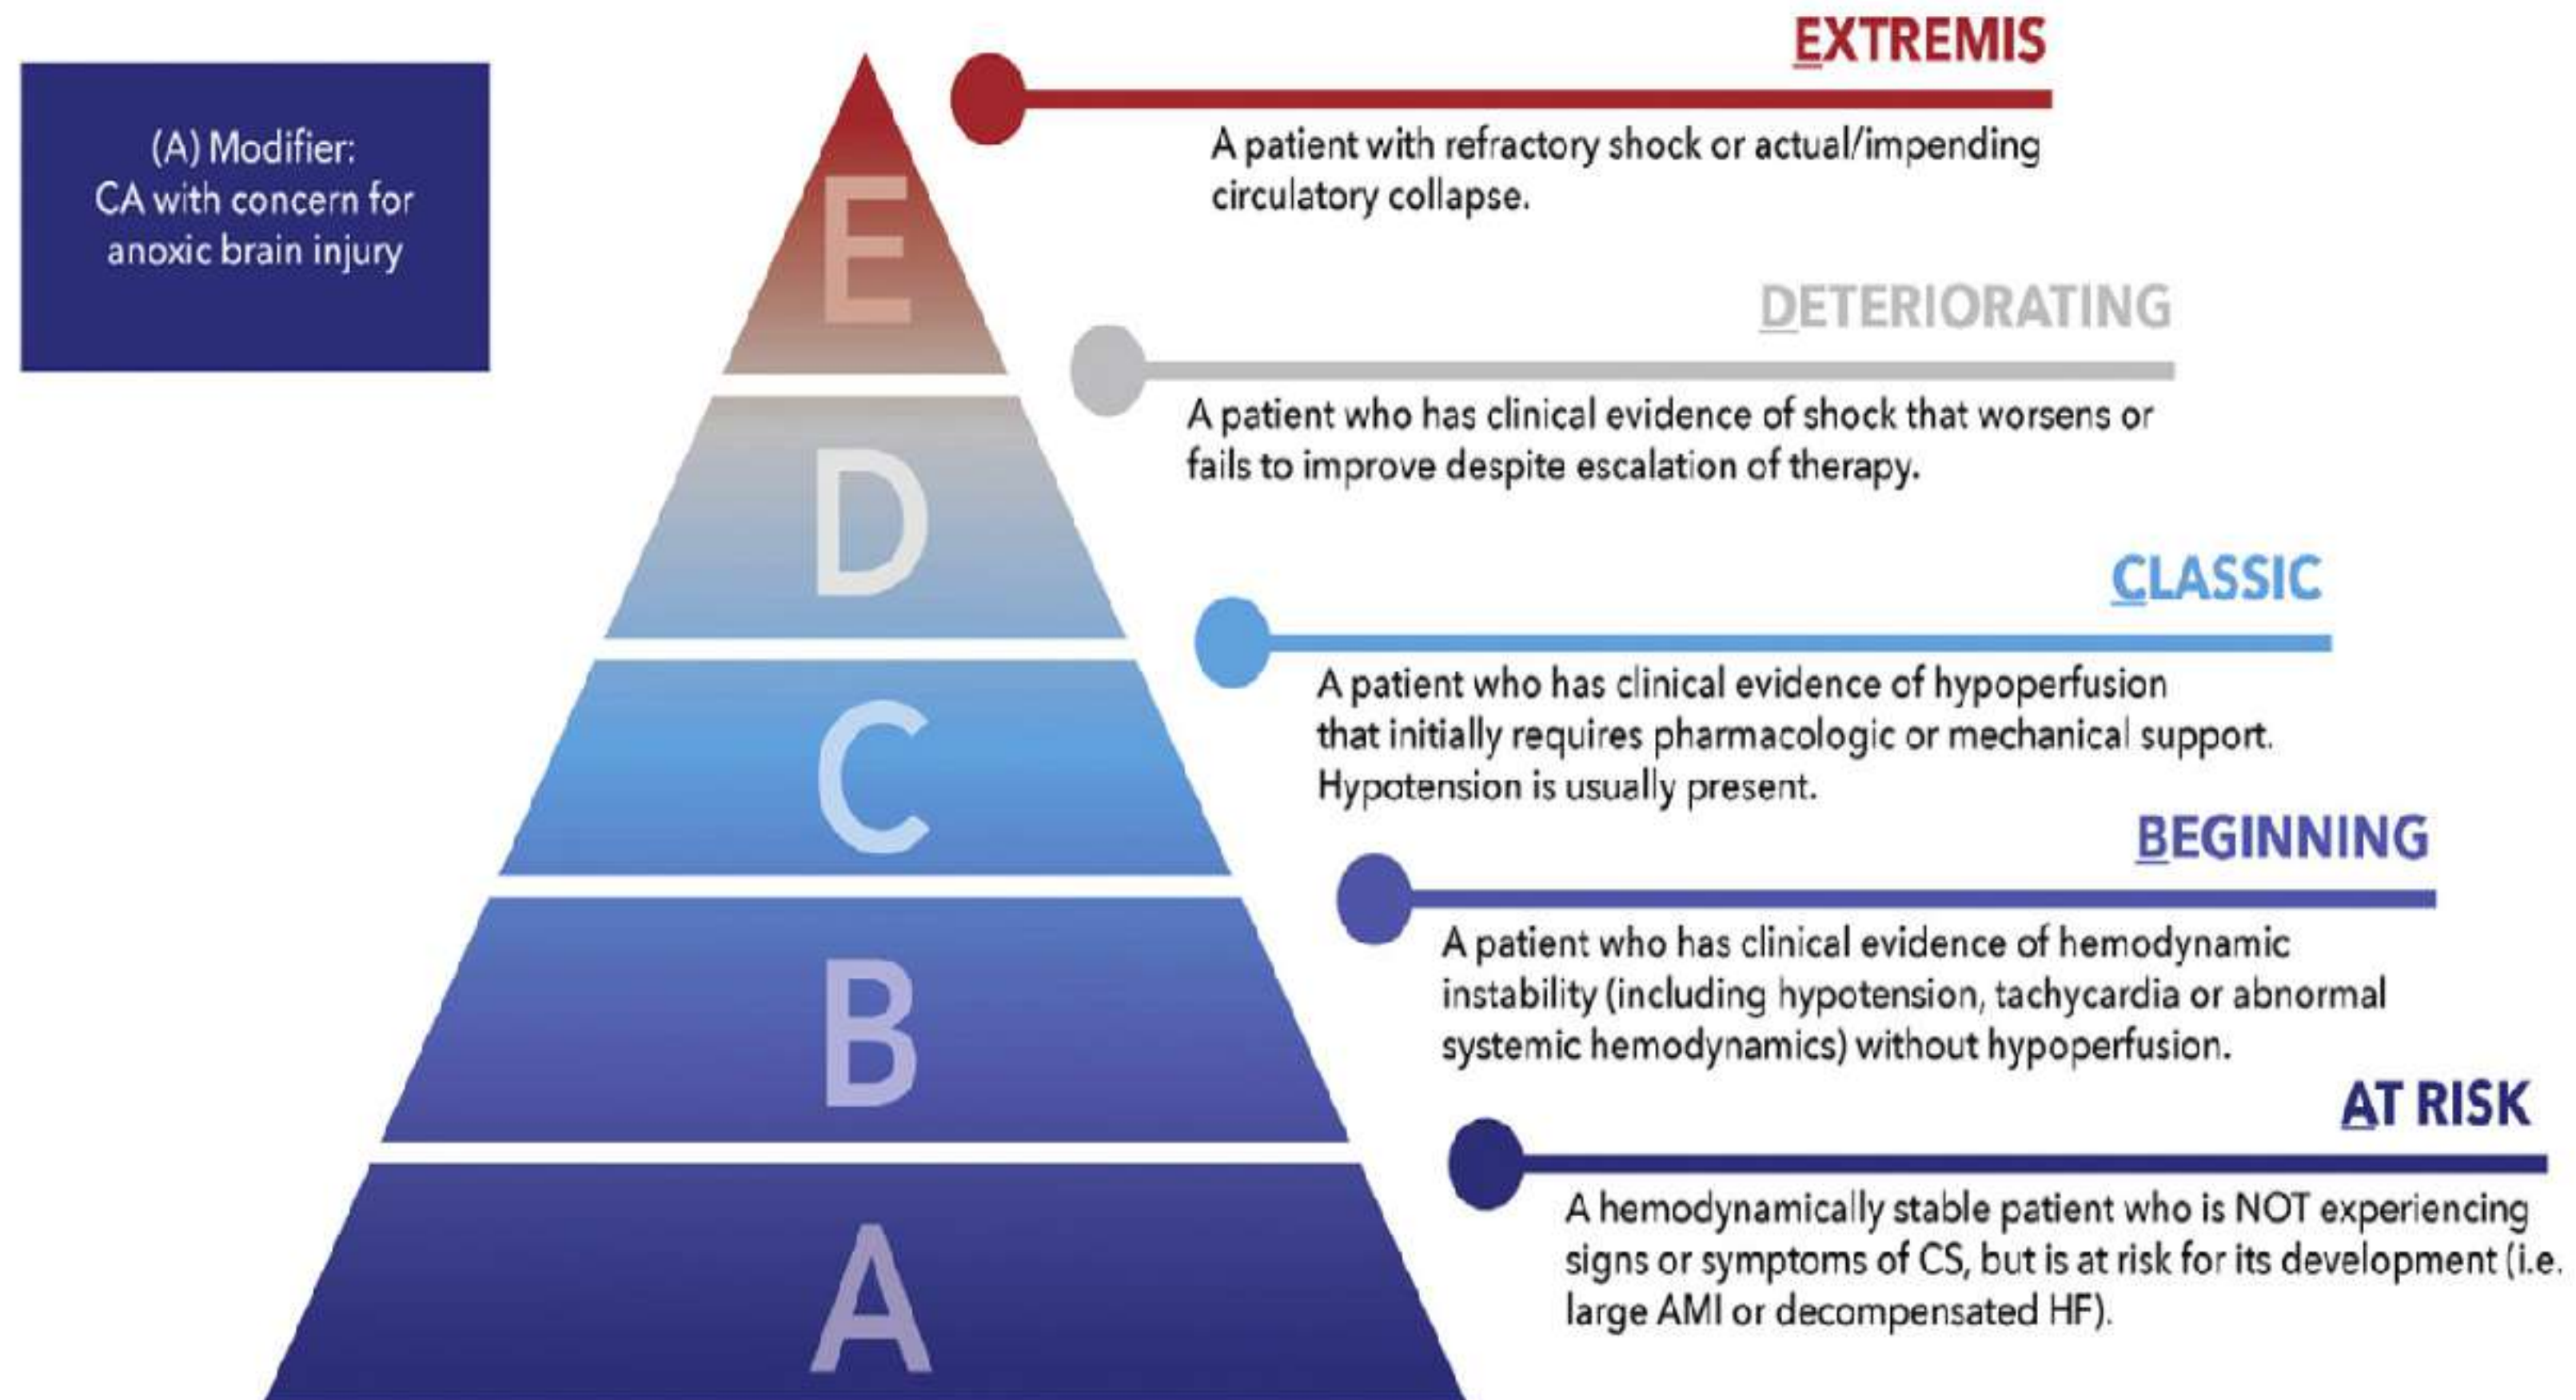 (A) Modifier:
CA with concern for
anoxic brain injury
E
EXTREMIS
A patient with refractory shock or actual/impending
circulatory collapse.
D
DETERIORATING
A patient who has clinical evidence of shock that worsens or
fails to improve despite escalation of therapy.
C
CLASSIC
A patient who has clinical evidence of hypoperfusion
that initially requires pharmacologic or mechanical support.
Hypotension is usually present.
B
BEGINNING
A patient who has clinical evidence of hemodynamic
instability (including hypotension, tachycardia or abnormal
systemic hemodynamics) without hypoperfusion.
A
AT RISK
A hemodynamically stable patient who is NOT experiencing
signs or symptoms of CS, but is at risk for its development (i.e.
large AMI or decompensated HF).